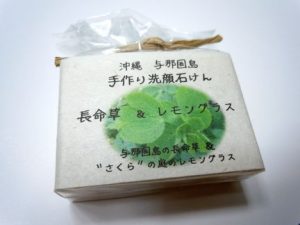 沖縄 与那国島
手作り洗顔石けん
長命草 & レモングラス
与那国島の長命草 &
"さくら"の庭のレモングラス